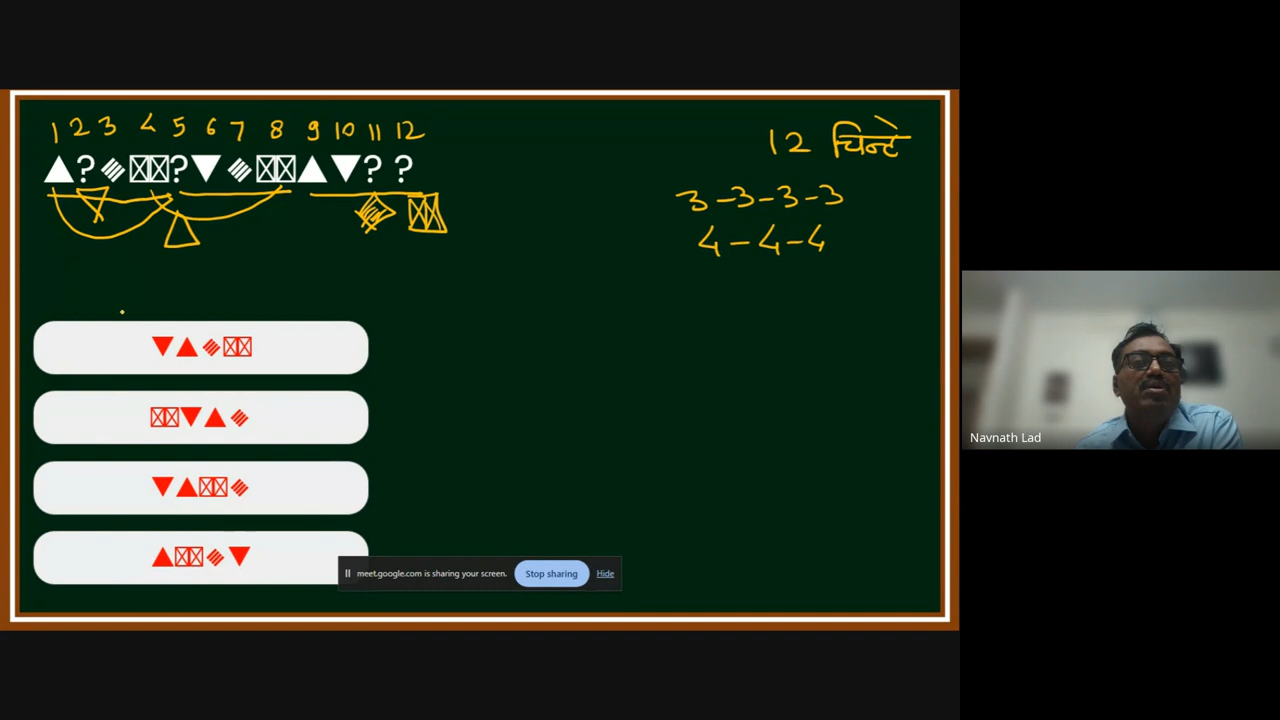 1 2 3 4 5 6 7 8 9 10 11 12
▲?◆☒☒?▼◆☒☒▲▼? ?
12 चिन्हे
3-3-3-3
4-4-4
▼▲◆☒☒
☒☒▼▲◆
▼▲☒☒◆
▲☒☒◆▼
meet.google.com is sharing your screen.
Stop sharing
Hide
Navnath Lad